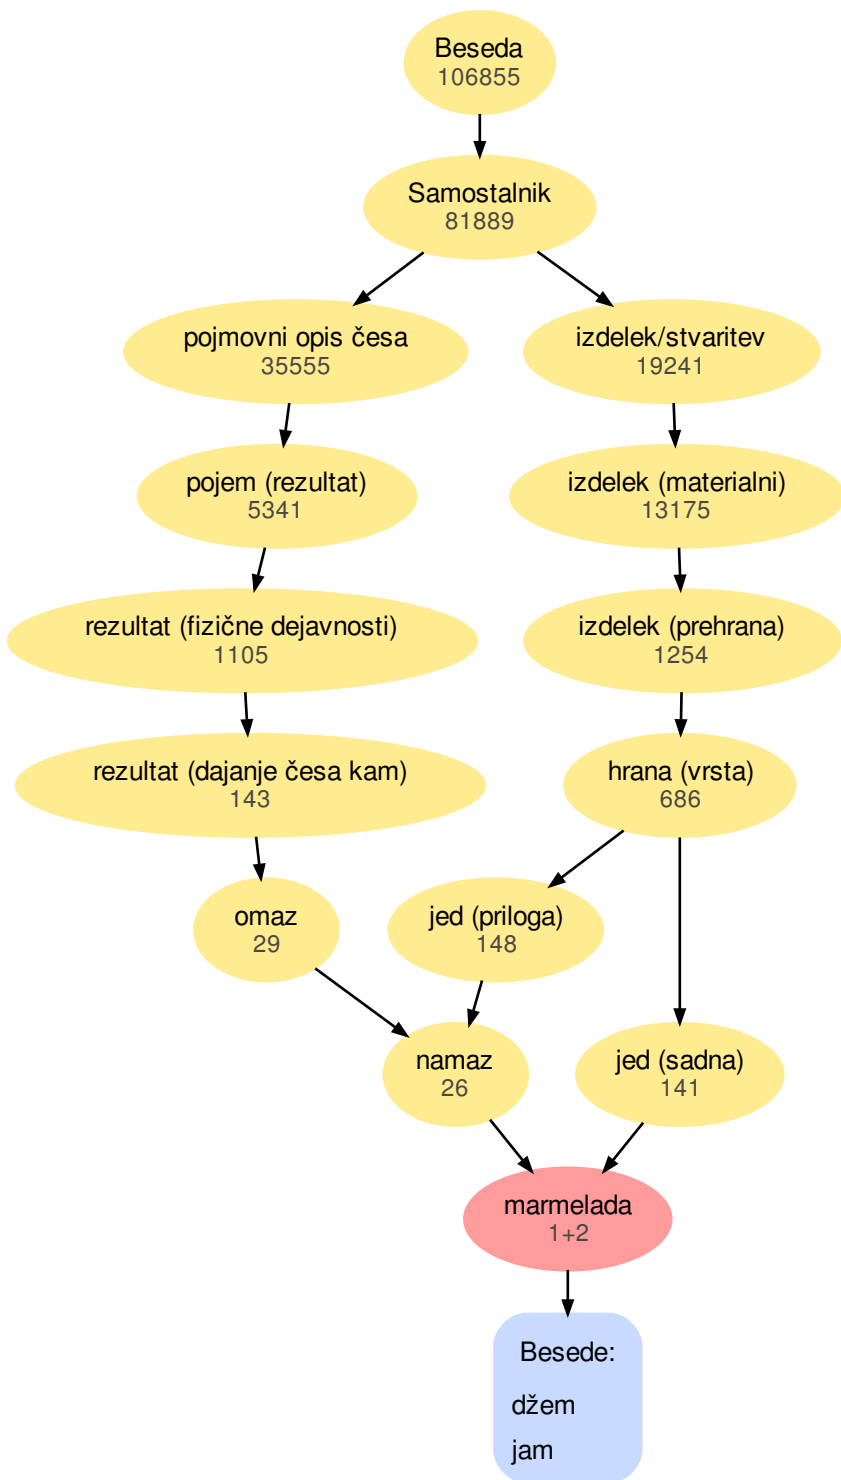 Beseda
106855
Samostalnik
81889
pojmovni opis česa
35555
izdelek/stvaritev
19241
pojem (rezultat)
5341
izdelek (materialni)
13175
rezultat (fizične dejavnosti)
1105
izdelek (prehrana)
1254
rezultat (dajanje česa kam)
143
hrana (vrsta)
686
omaz
29
jed (priloga)
148
namaz
26
jed (sadna)
141
marmelada
1+2
Besede:
džem
jam